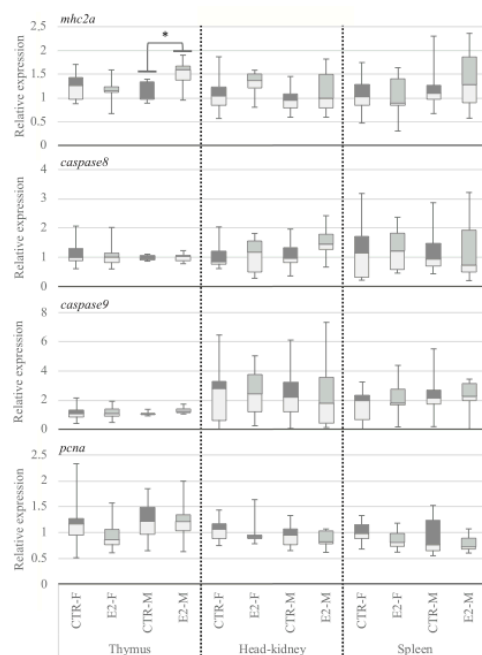 mhc2a
Relative expression
2.5
2
1.5
1
0.5
0
*
caspase8
Relative expression
4
3
2
1
0
caspase9
Relative expression
8
6
4
2
0
pcna
Relative expression
2.5
2
1.5
1
0.5
0
CTR-F
E2-F
CTR-M
E2-M
CTR-F
E2-F
CTR-M
E2-M
CTR-F
E2-F
CTR-M
E2-M
Thymus
Head-kidney
Spleen